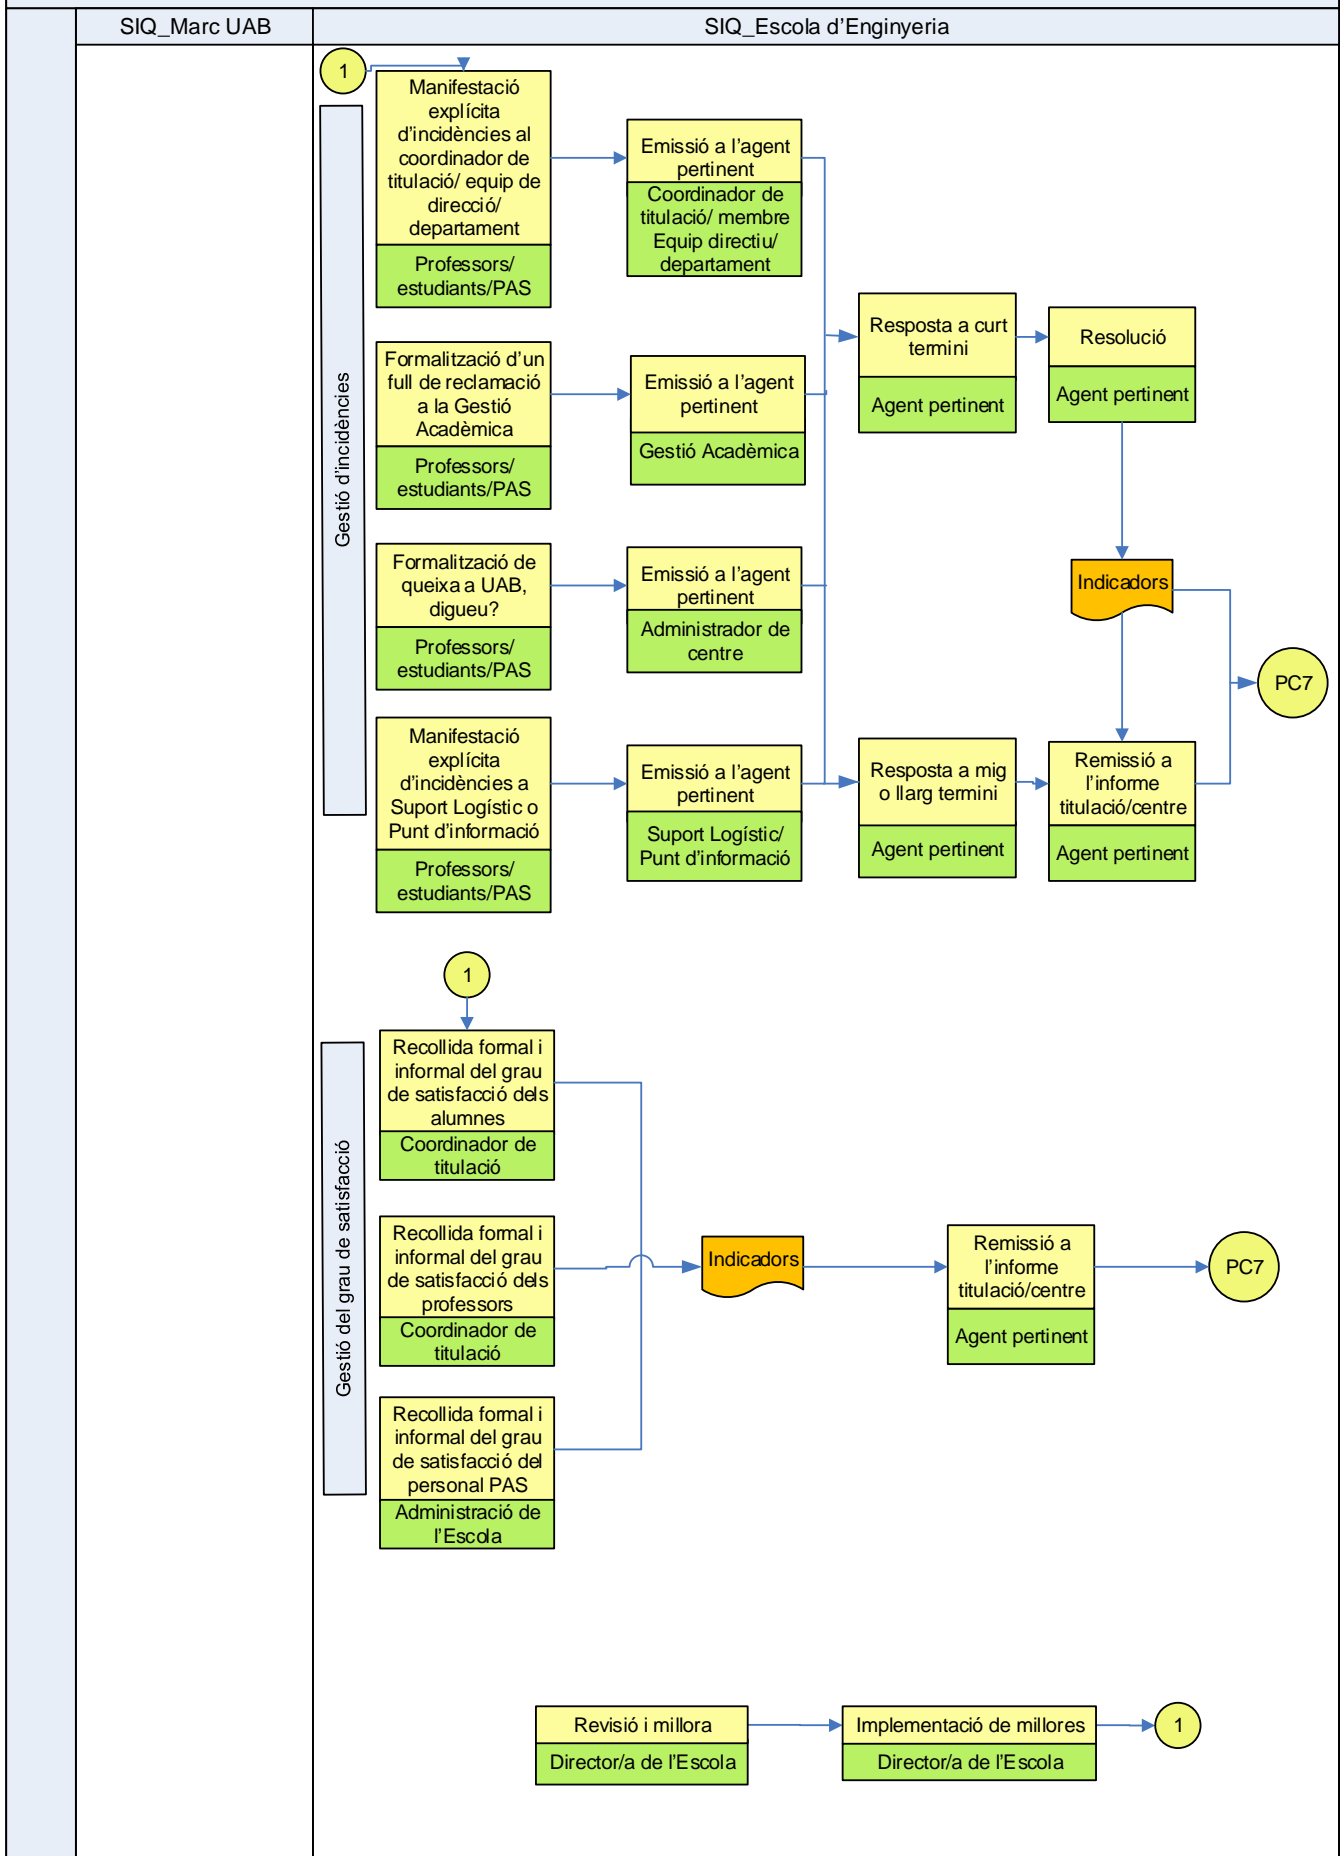 SIQ_Marc UAB
SIQ_Escola d'Enginyeria
1
Gestió d'incidències
Manifestació
explícita
d'incidències al
coordinador de
titulació/ equip de
direcció/
departament
Professors/
estudiants/PAS
Emissió a l'agent
pertinent
Coordinador de
titulació/ membre
Equip directiu/
departament
Formalització d'un
full de reclamació
a la Gestió
Acadèmica
Professors/
estudiants/PAS
Emissió a l'agent
pertinent
Gestió Acadèmica
Resposta a curt
termini
Agent pertinent
Resolució
Agent pertinent
Formalització de
queixa a UAB,
digueu?
Professors/
estudiants/PAS
Emissió a l'agent
pertinent
Administrador de
centre
Indicadors
PC7
Manifestació
explícita
d'incidències a
Suport Logístic o
Punt d'informació
Professors/
estudiants/PAS
Emissió a l'agent
pertinent
Suport Logístic/
Punt d'informació
Resposta a mig
o llarg termini
Agent pertinent
Remissió a
l'informe
titulació/centre
Agent pertinent
1
Gestió del grau de satisfacció
Recollida formal i
informal del grau
de satisfacció dels
alumnes
Coordinador de
titulació
Recollida formal i
informal del grau
de satisfacció dels
professors
Coordinador de
titulació
Indicadors
Remissió a
l'informe
titulació/centre
Agent pertinent
PC7
Recollida formal i
informal del grau
de satisfacció del
personal PAS
Administració de
l'Escola
Revisió i millora
Director/a de l'Escola
Implementació de millores
Director/a de l'Escola
1